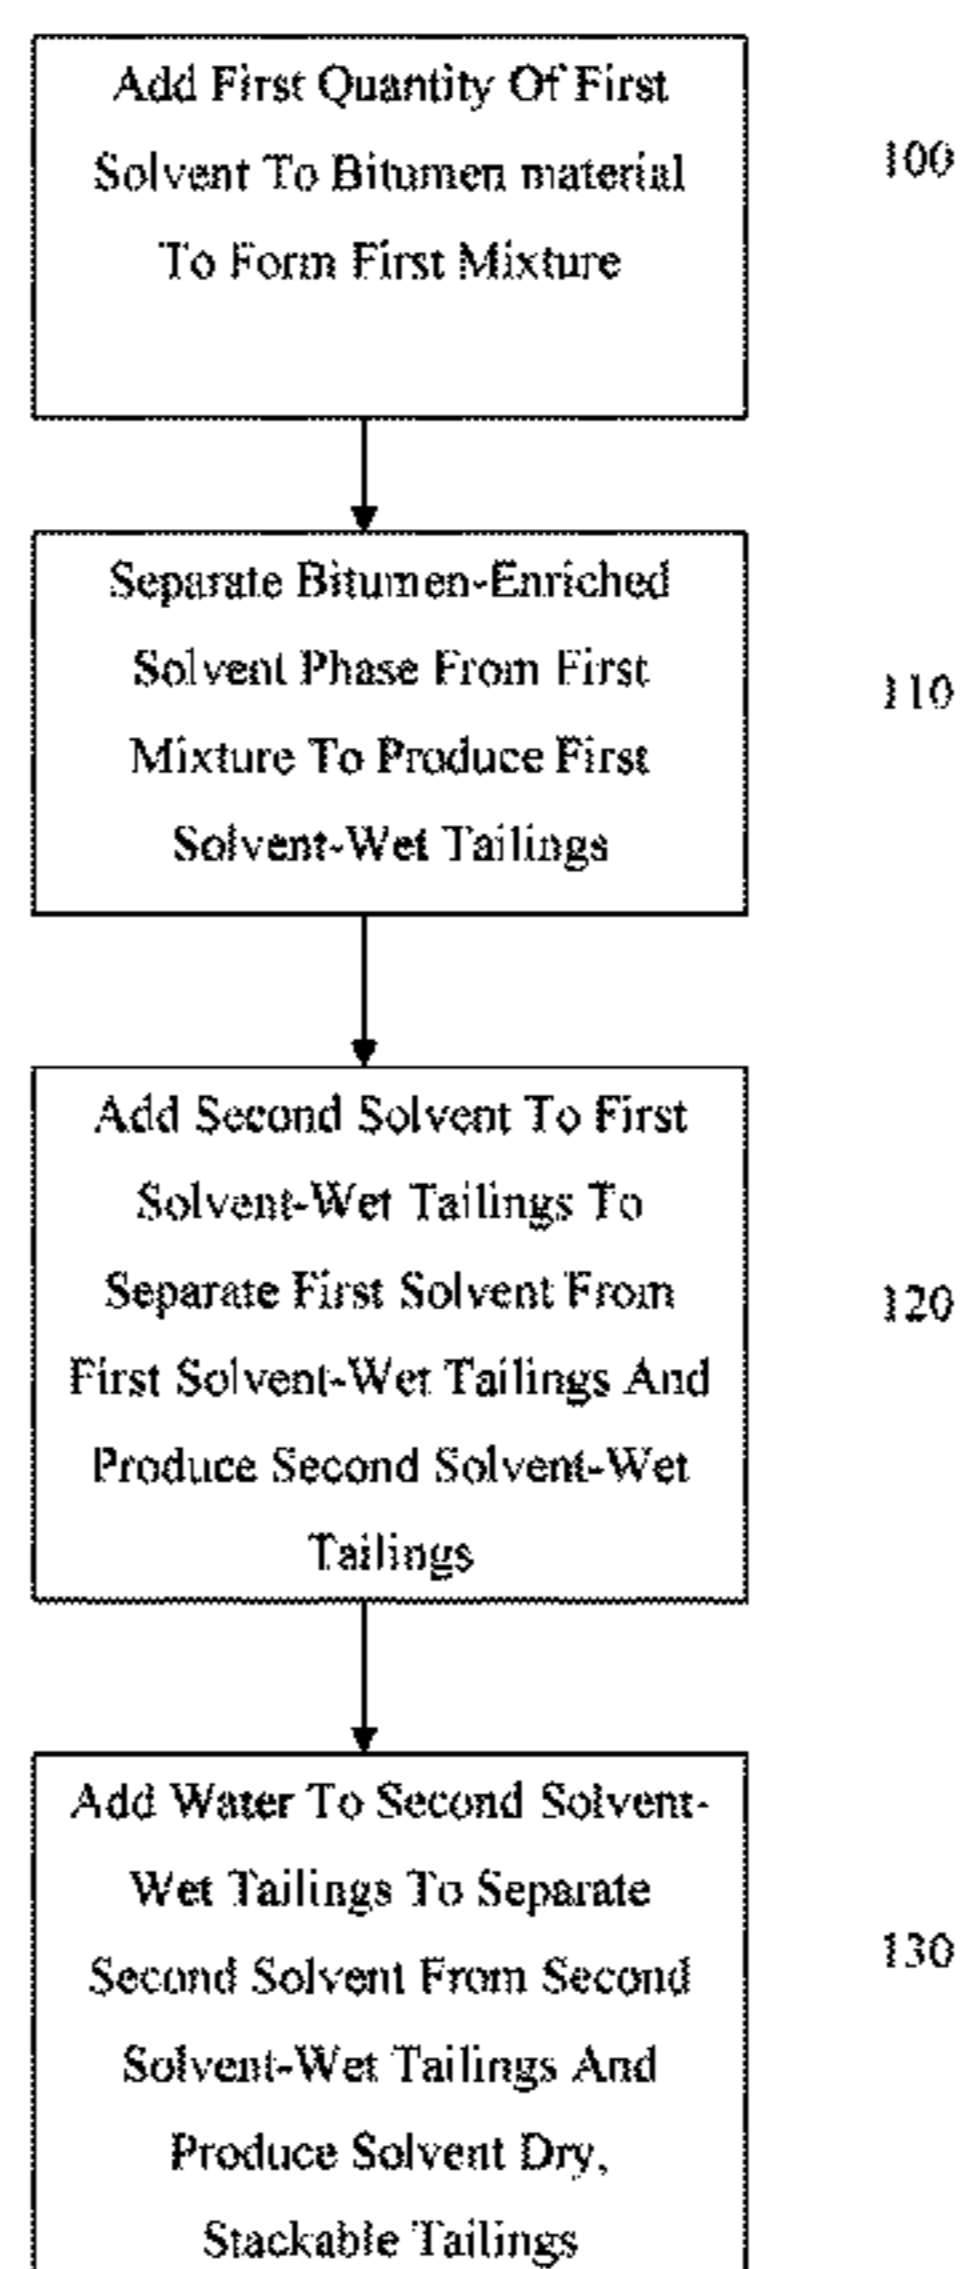 Add First Quantity Of First
Solvent To Bitumen material
To Form First Mixture
100
Separate Bitumen-Enriched
Solvent Phase From First
Mixture To Produce First
Solvent-Wet Tailings
110
Add Second Solvent To First
Solvent-Wet Tailings To
Separate First Solvent From
First Solvent-Wet Tailings And
Produce Second Solvent-Wet
Tailings
120
Add Water To Second Solvent-
Wet Tailings To Separate
Second Solvent From Second
Solvent-Wet Tailings And
Produce Solvent Dry,
Stackable Tailings
130